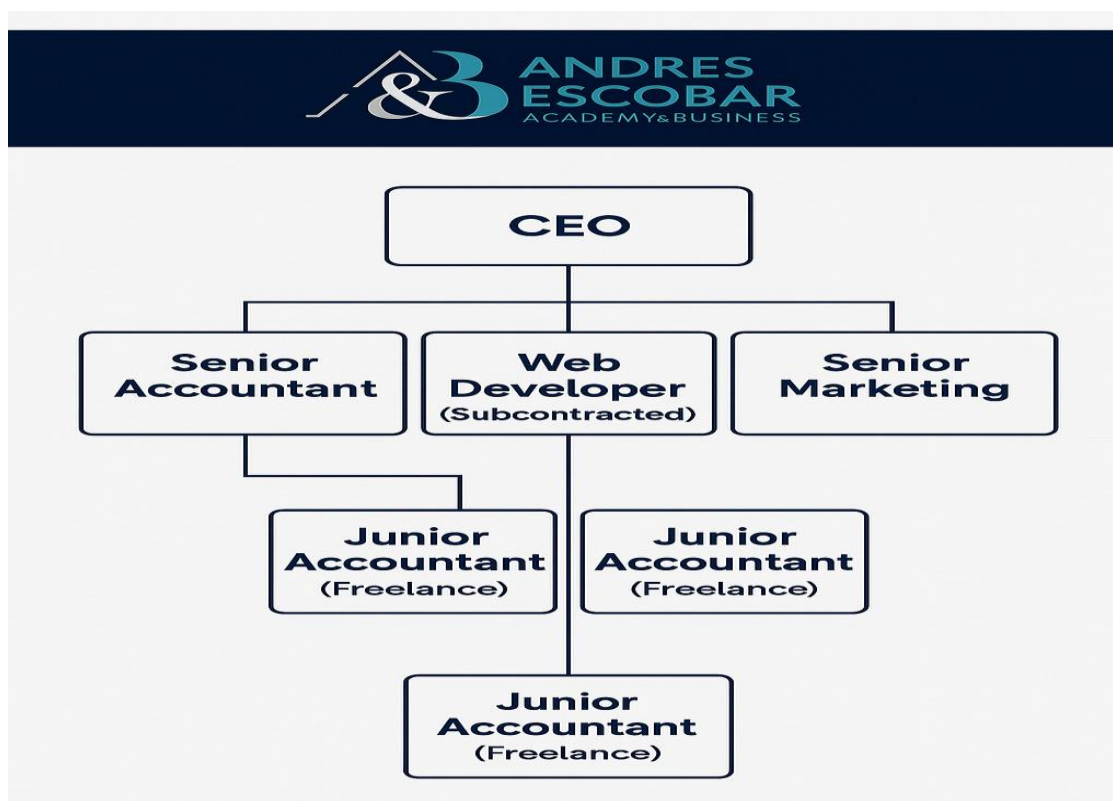 &B ANDRES
ESCOBAR
ACADEMY&BUSINESS
CEO
Senior
Accountant
Web
Developer
(Subcontracted)
Senior
Marketing
Junior
Accountant
(Freelance)
Junior
Accountant
(Freelance)
Junior
Accountant
(Freelance)